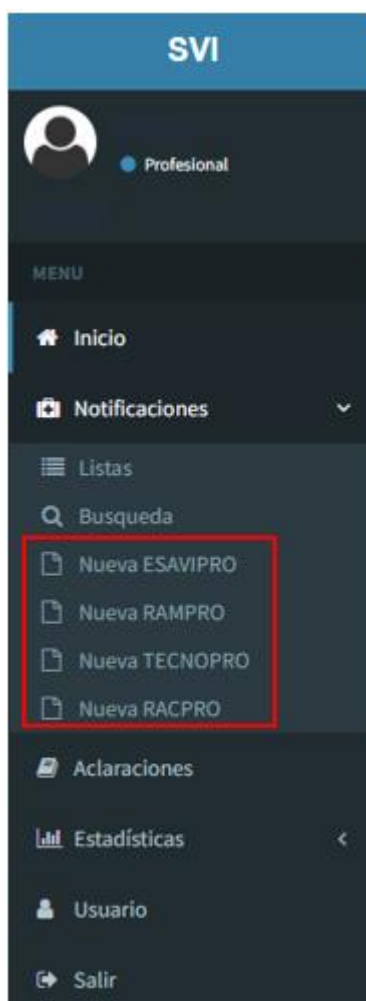 SVI
Profesional
MENU
Inicio
Notificaciones
Listas
Busqueda
Nueva ESAVIPRO
Nueva RAMPRO
Nueva TECNOPRO
Nueva RACPRO
Aclaraciones
Estadísticas
Usuario
Salir